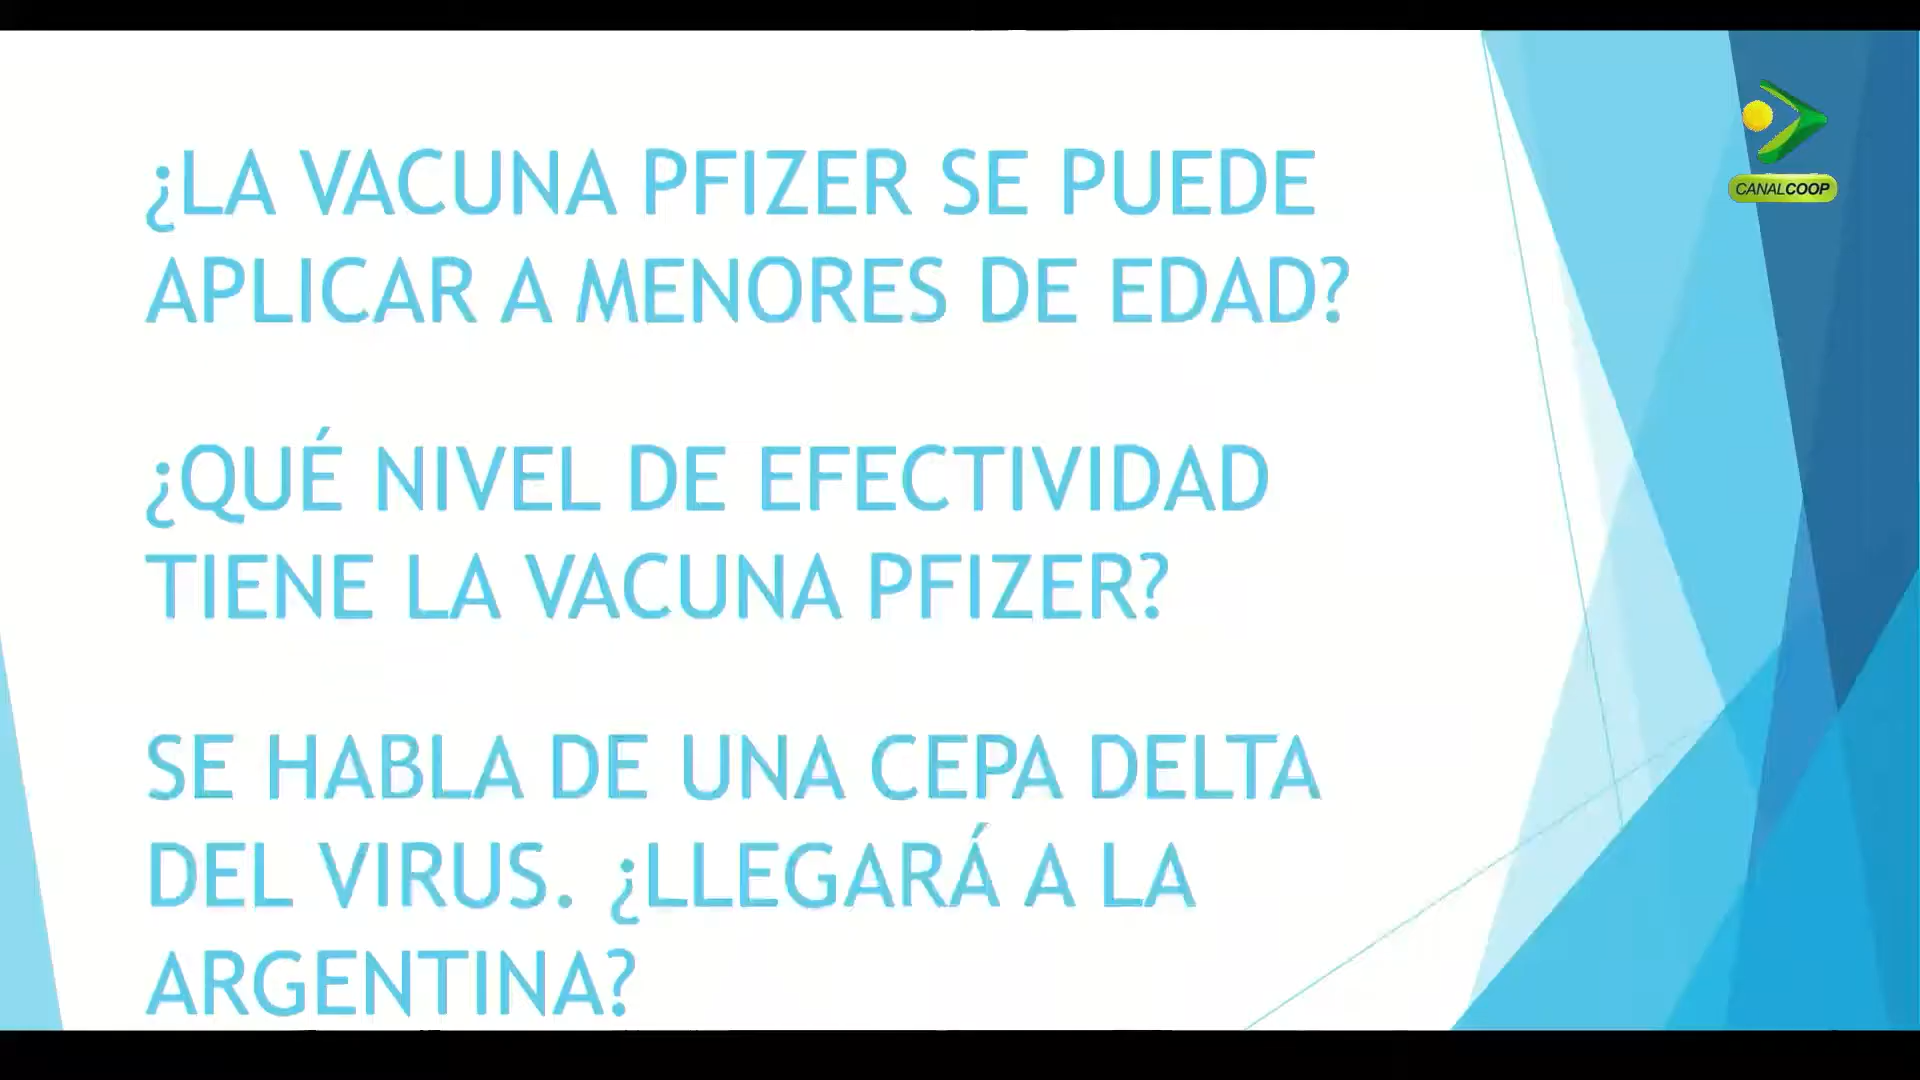 CANALCOOP
¿LA VACUNA PFIZER SE PUEDE
APLICAR A MENORES DE EDAD?
¿QUÉ NIVEL DE EFECTIVIDAD
TIENE LA VACUNA PFIZER?
SE HABLA DE UNA CEPA DELTA
DEL VIRUS. ¿LLEGARÁ A LA
ARGENTINA?